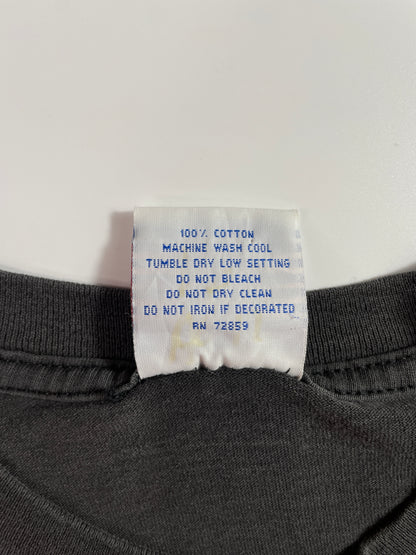 100% COTTON
MACHINE WASH COOL
TUMBLE DRY LOW SETTING
DO NOT BLEACH
DO NOT DRY CLEAN
DO NOT IRON IF DECORATED
RN 72859